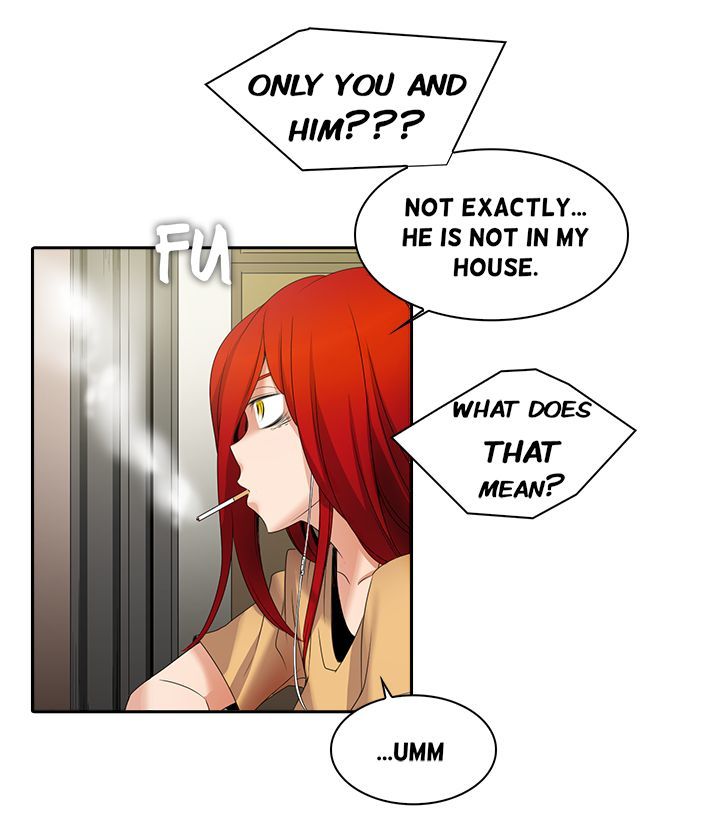 ONLY YOU AND
HIM???
NOT EXACTLY...
HE IS NOT IN MY
HOUSE.
FU
WHAT DOES
THAT
MEAN?
...UMM